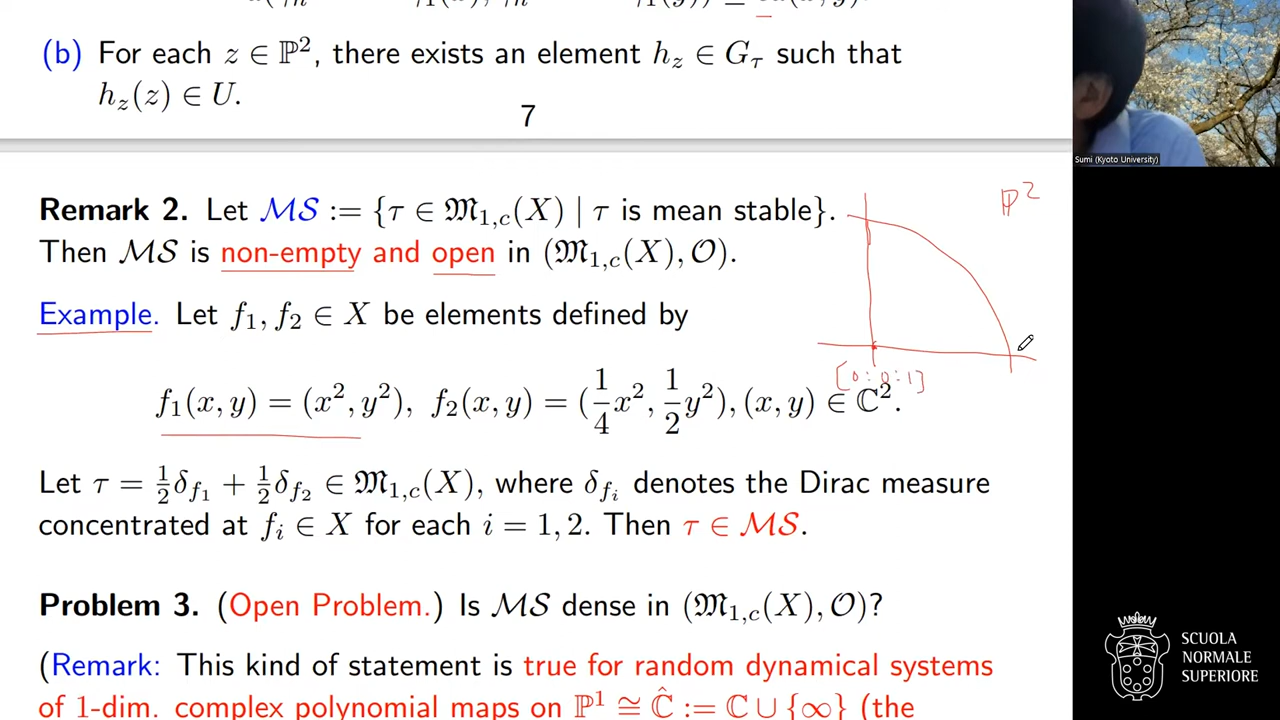 (b) For each z ∈ ℙ², there exists an element h_z ∈ G_τ such that
h_z(z) ∈ U.
7
Remark 2. Let ℳ𝒮 := {τ ∈ 𝔐_{1,c}(X) | τ is mean stable}.
Then ℳ𝒮 is non-empty and open in (𝔐_{1,c}(X), 𝒪).
ℙ²
Example. Let f₁, f₂ ∈ X be elements defined by
[0:0:1]
f₁(x, y) = (x², y²), f₂(x, y) = (1/4 x², 1/2 y²), (x, y) ∈ ℂ².
Let τ = 1/2 δ_{f₁} + 1/2 δ_{f₂} ∈ 𝔐_{1,c}(X), where δ_{f_i} denotes the Dirac measure
concentrated at f_i ∈ X for each i = 1, 2. Then τ ∈ ℳ𝒮.
Problem 3. (Open Problem.) Is ℳ𝒮 dense in (𝔐_{1,c}(X), 𝒪)?
(Remark: This kind of statement is true for random dynamical systems
of 1-dim. complex polynomial maps on ℙ¹ ≅ ℂ̂ := ℂ ∪ {∞} (the
Sumi (Kyoto University)
SCUOLA
NORMALE
SUPERIORE